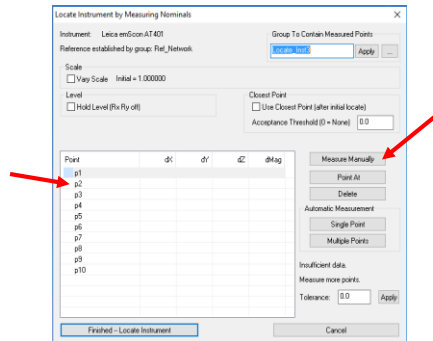 Locate Instrument by Measuring Nominals
Instrument: Leica emScon AT401
Reference established by group: Ref_Network
Group To Contain Measured Points
Locate_Inst3 Apply ...
Scale
Vary Scale Initial = 1.000000
Level
Hold Level (Rx Ry off)
Closest Point
Use Closest Point (after initial locate)
Acceptance Threshold (0 = None) 0.0
Point dX dY dZ dMag
p1
p2
p3
p4
p5
p6
p7
p8
p9
p10
Measure Manually
Point At
Delete
Automatic Measurement
Single Point
Multiple Points
Insufficient data.
Measure more points.
Tolerance: 0.0 Apply
Finished -- Locate Instrument Cancel